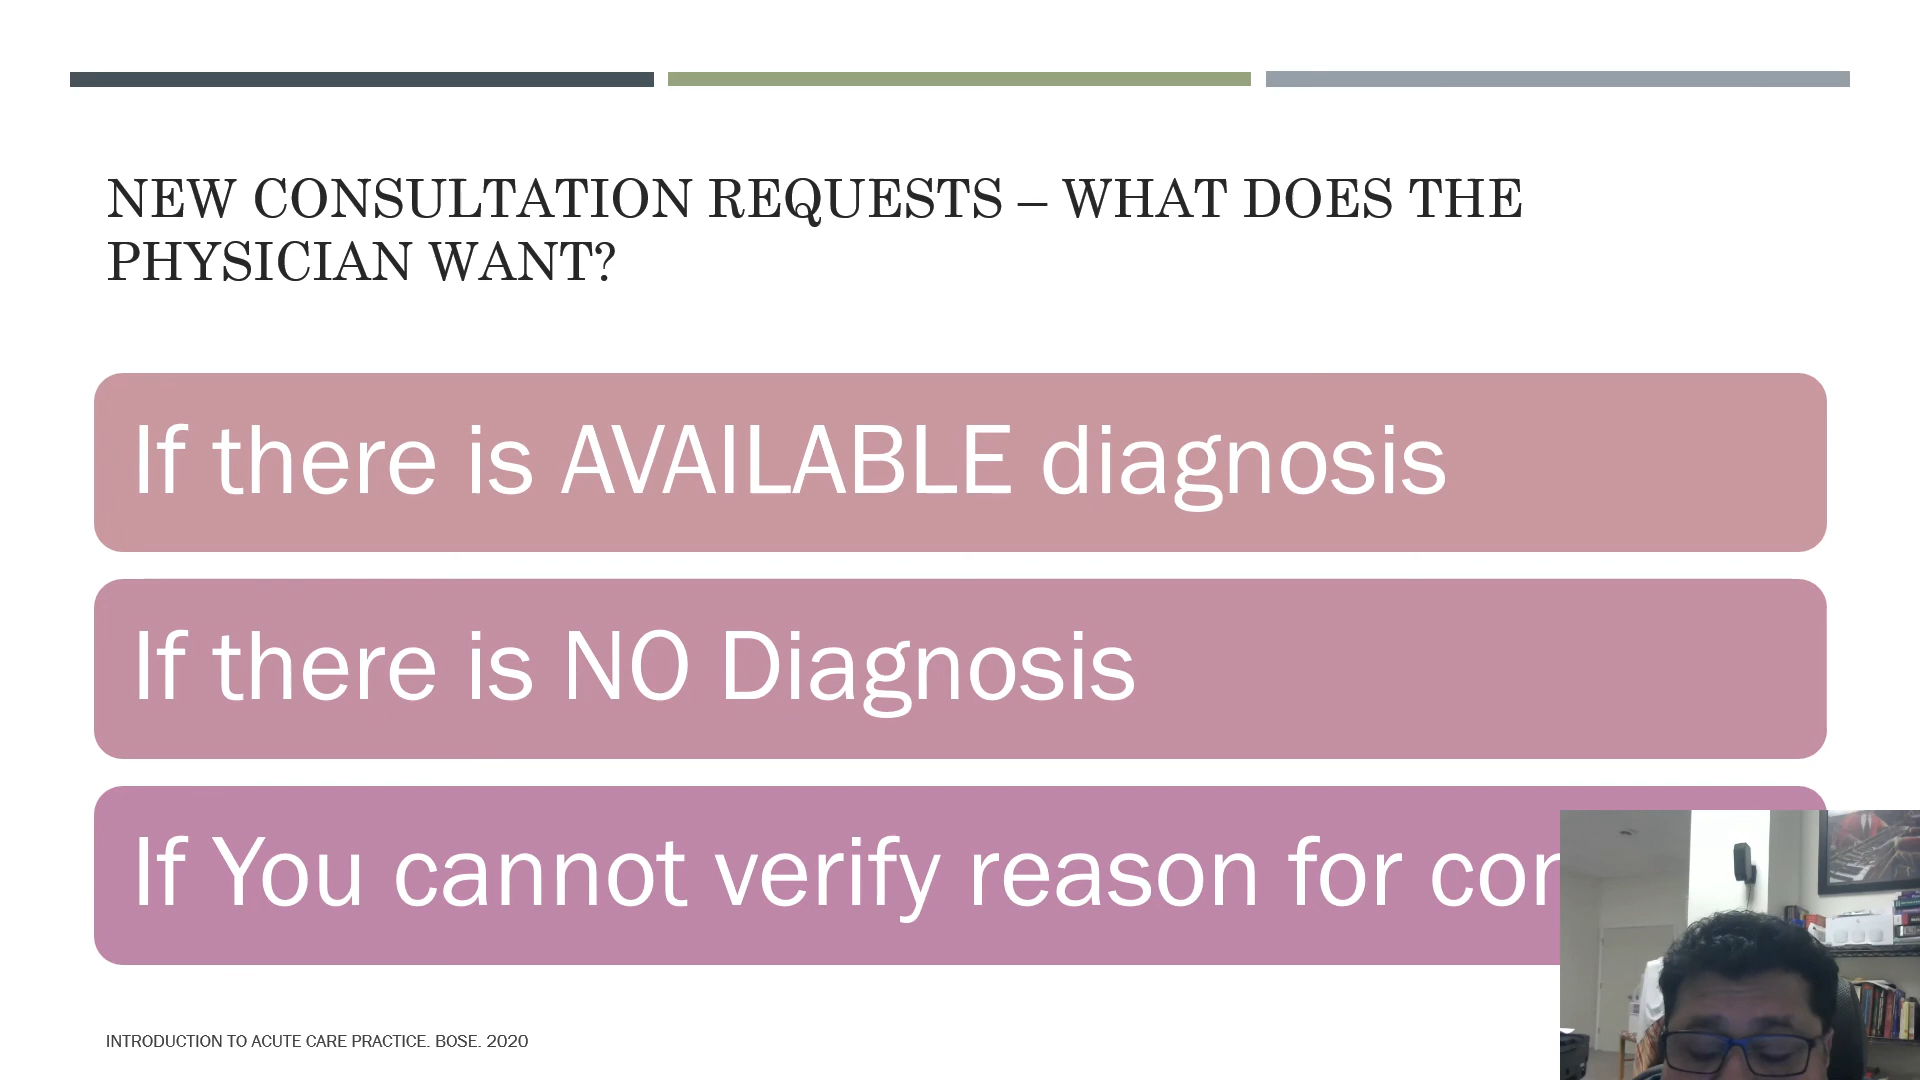 NEW CONSULTATION REQUESTS – WHAT DOES THE
PHYSICIAN WANT?
If there is AVAILABLE diagnosis
If there is NO Diagnosis
If You cannot verify reason for
INTRODUCTION TO ACUTE CARE PRACTICE. BOSE. 2020